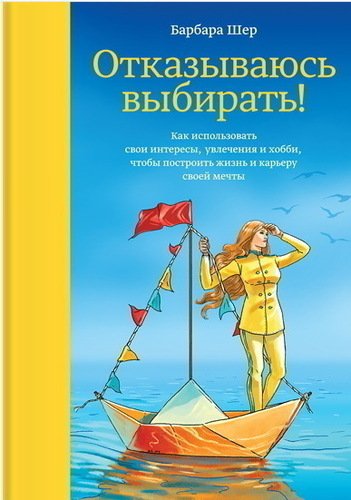 Барбара Шер
Отказываюсь
выбирать!
Как использовать
свои интересы, увлечения и хобби,
чтобы построить жизнь и карьеру
своей мечты